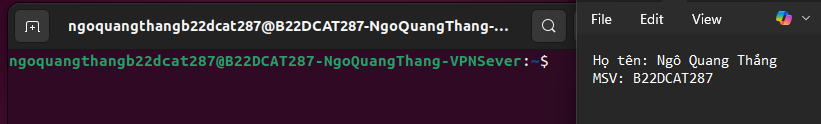 ngoquangthangb22dcat287@B22DCAT287-NgoQuangThang-...
ngoquangthangb22dcat287@B22DCAT287-NgoQuangThang-VPNSever:~$
File Edit View
Họ tên: Ngô Quang Thắng
MSV: B22DCAT287